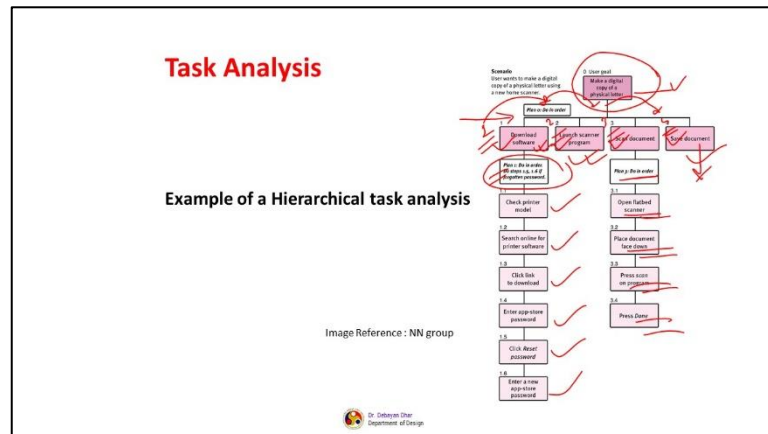 Task Analysis
Example of a Hierarchical task analysis
Image Reference : NN group
Scenario
User wants to make a digital
copy of a physical letter using
a new home scanner.
0 User goal
Make a digital
copy of a
physical letter
Plan 0: Do in order
1
Download
software
2
Launch scanner
program
3
Scan document
Save document
Plan 1: Do in order.
Do steps 1.5, 1.6 if
forgotten password.
Plan 3: Do in order
Check printer
model
1.2
Search online for
printer software
1.3
Click link
to download
1.4
Enter app-store
password
1.5
Click Reset
password
1.6
Enter a new
app-store
password
3.1
Open flatbed
scanner
3.2
Place document
face down
3.3
Press scan
on program
3.4
Press Done
Dr. Debayan Dhar
Department of Design